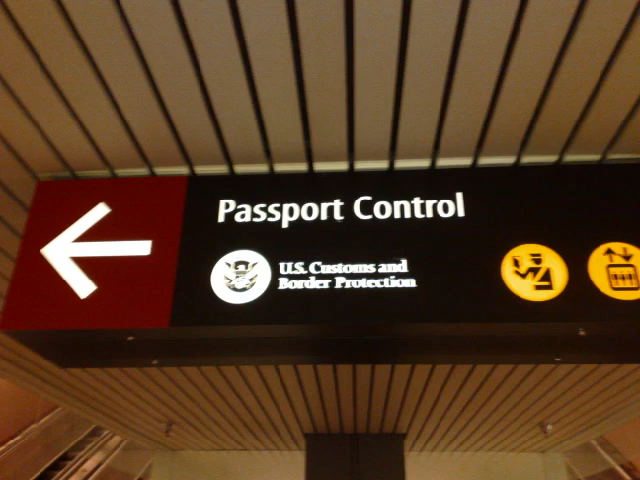 Passport Control
U.S. Customs and
Border Protection